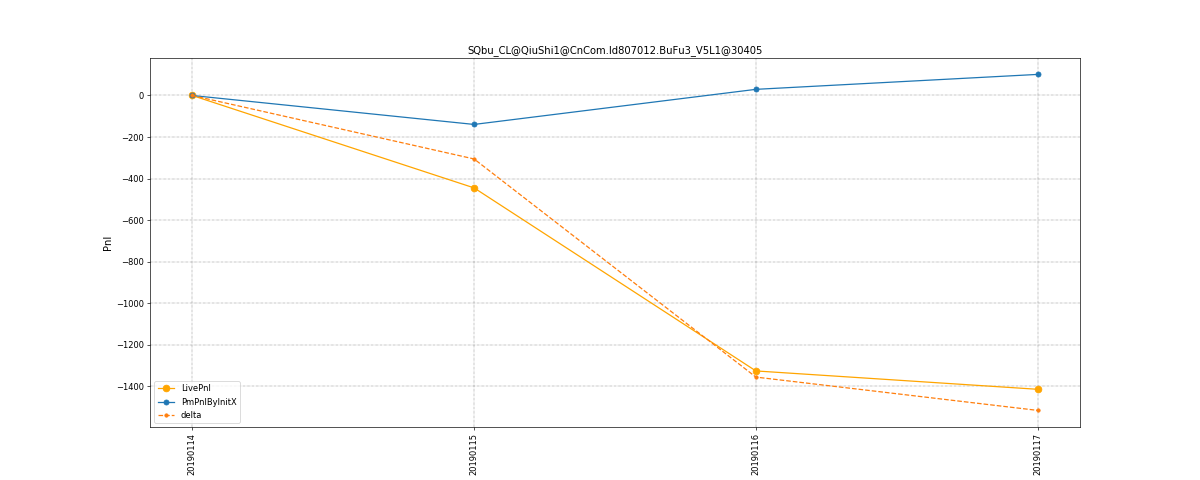 SQbu_CL@QiuShi1@CnCom.Id807012.BuFu3_V5L1@30405
Pnl
0
−200
−400
−600
−800
−1000
−1200
−1400
LivePnl
PmPnlByInitX
delta
20190114
20190115
20190116
20190117